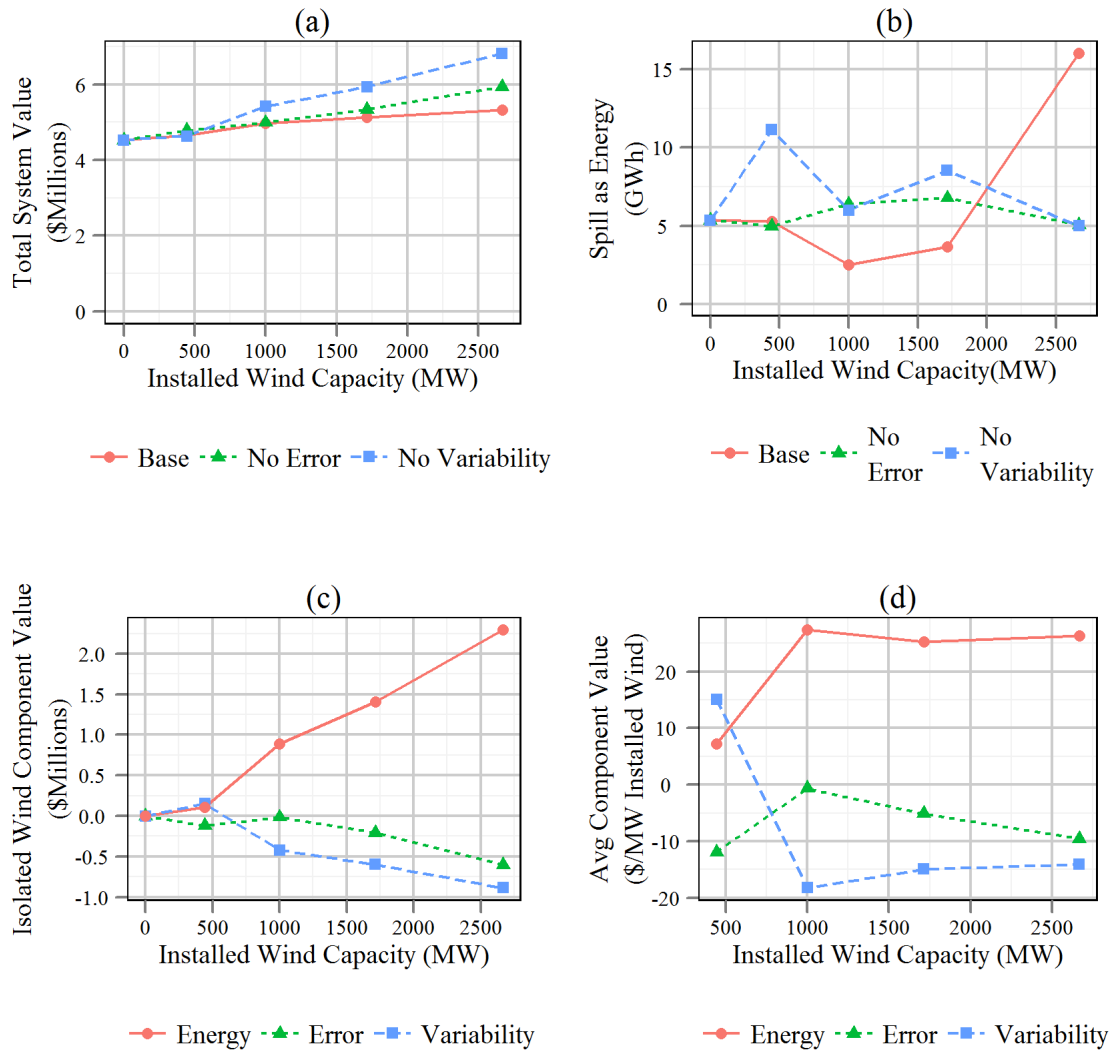 (a)
Total System Value
($Millions)
6
4
2
0
0 500 1000 1500 2000 2500
Installed Wind Capacity (MW)
Base No Error No Variability
(b)
Spill as Energy
(GWh)
15
10
5
0
0 500 1000 1500 2000 2500
Installed Wind Capacity(MW)
Base No Error No Variability
(c)
Isolated Wind Component Value
($Millions)
2.0
1.5
1.0
0.5
0.0
-0.5
-1.0
0 500 1000 1500 2000 2500
Installed Wind Capacity (MW)
Energy Error Variability
(d)
Avg Component Value
($/MW Installed Wind)
20
10
0
-10
-20
500 1000 1500 2000 2500
Installed Wind Capacity (MW)
Energy Error Variability